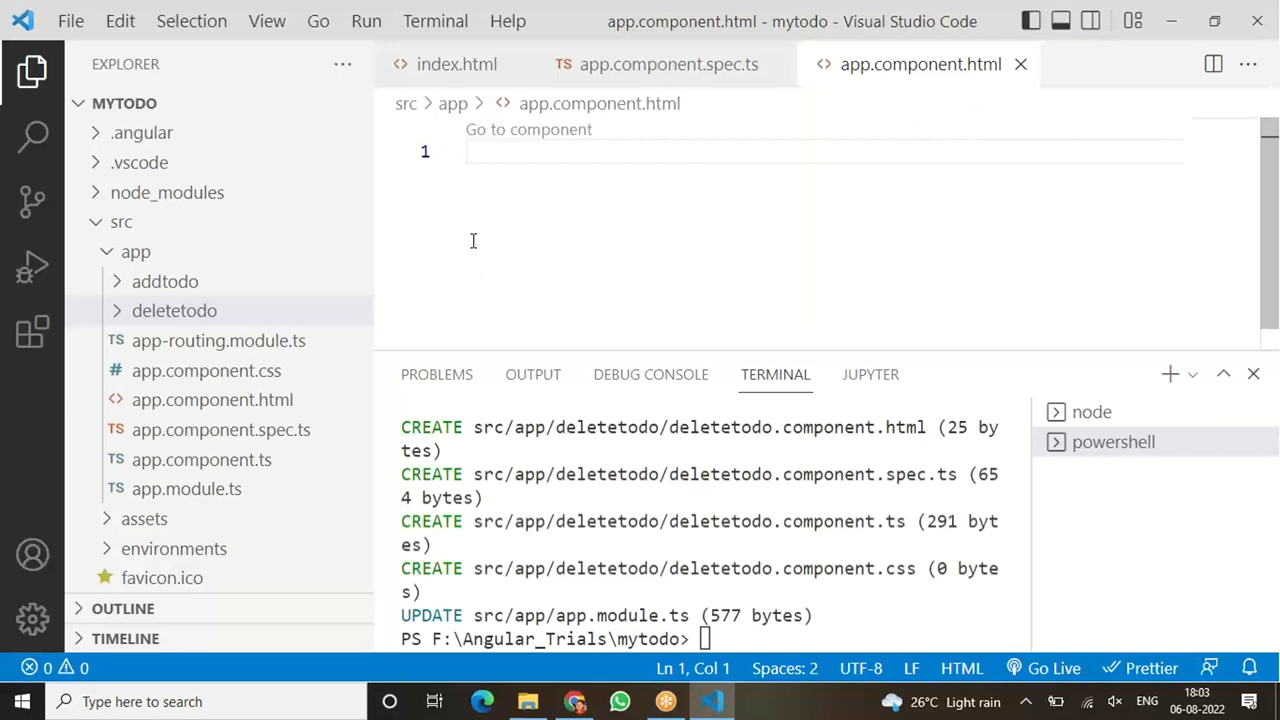 File Edit Selection View Go Run Terminal Help app.component.html - mytodo - Visual Studio Code
EXPLORER
MYTODO
.angular
.vscode
node_modules
src
app
addtodo
deletetodo
app-routing.module.ts
app.component.css
app.component.html
app.component.spec.ts
app.component.ts
app.module.ts
assets
environments
favicon.ico
OUTLINE
TIMELINE
index.html app.component.spec.ts app.component.html
src app app.component.html
Go to component
1
PROBLEMS OUTPUT DEBUG CONSOLE TERMINAL JUPYTER
CREATE src/app/deletetodo/deletetodo.component.html (25 by
tes)
CREATE src/app/deletetodo/deletetodo.component.spec.ts (65
4 bytes)
CREATE src/app/deletetodo/deletetodo.component.ts (291 byt
es)
CREATE src/app/deletetodo/deletetodo.component.css (0 byte
s)
UPDATE src/app/app.module.ts (577 bytes)
PS F:\Angular_Trials\mytodo>
node
powershell
0 0 Ln 1, Col 1 Spaces: 2 UTF-8 LF HTML Go Live Prettier
Type here to search 26°C Light rain ENG 18:03
06-08-2022